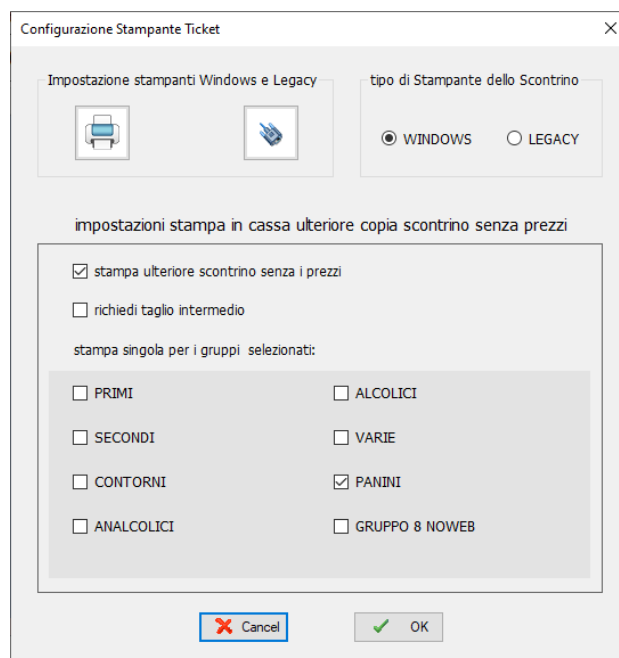 Configurazione Stampante Ticket
Impostazione stampanti Windows e Legacy
tipo di Stampante dello Scontrino
WINDOWS
LEGACY
impostazioni stampa in cassa ulteriore copia scontrino senza prezzi
stampa ulteriore scontrino senza i prezzi
richiedi taglio intermedio
stampa singola per i gruppi selezionati:
PRIMI
ALCOLICI
SECONDI
VARIE
CONTORNI
PANINI
ANALCOLICI
GRUPPO 8 NOWEB
Cancel
OK